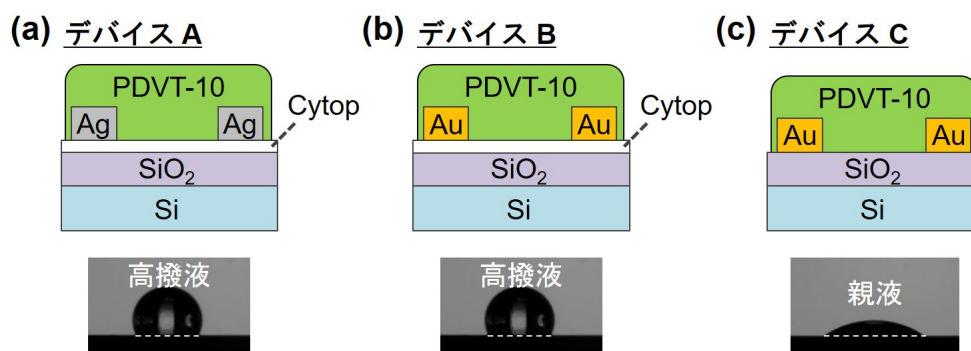 (a) デバイス A
PDVT-10
Ag Ag
Cytop
SiO₂
Si
高撥液
(b) デバイス B
PDVT-10
Au Au
Cytop
SiO₂
Si
高撥液
(c) デバイス C
PDVT-10
Au Au
SiO₂
Si
親液